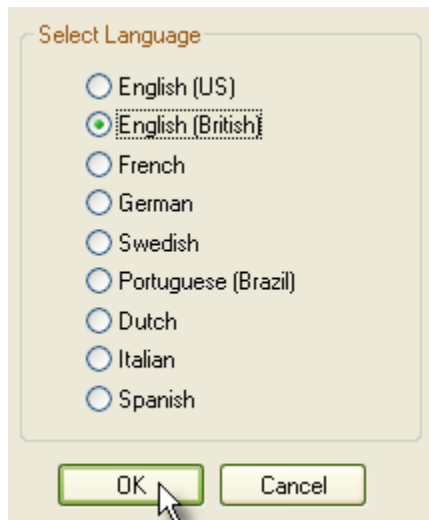 Select Language
English (US)
English (British)
French
German
Swedish
Portuguese (Brazil)
Dutch
Italian
Spanish
OK Cancel